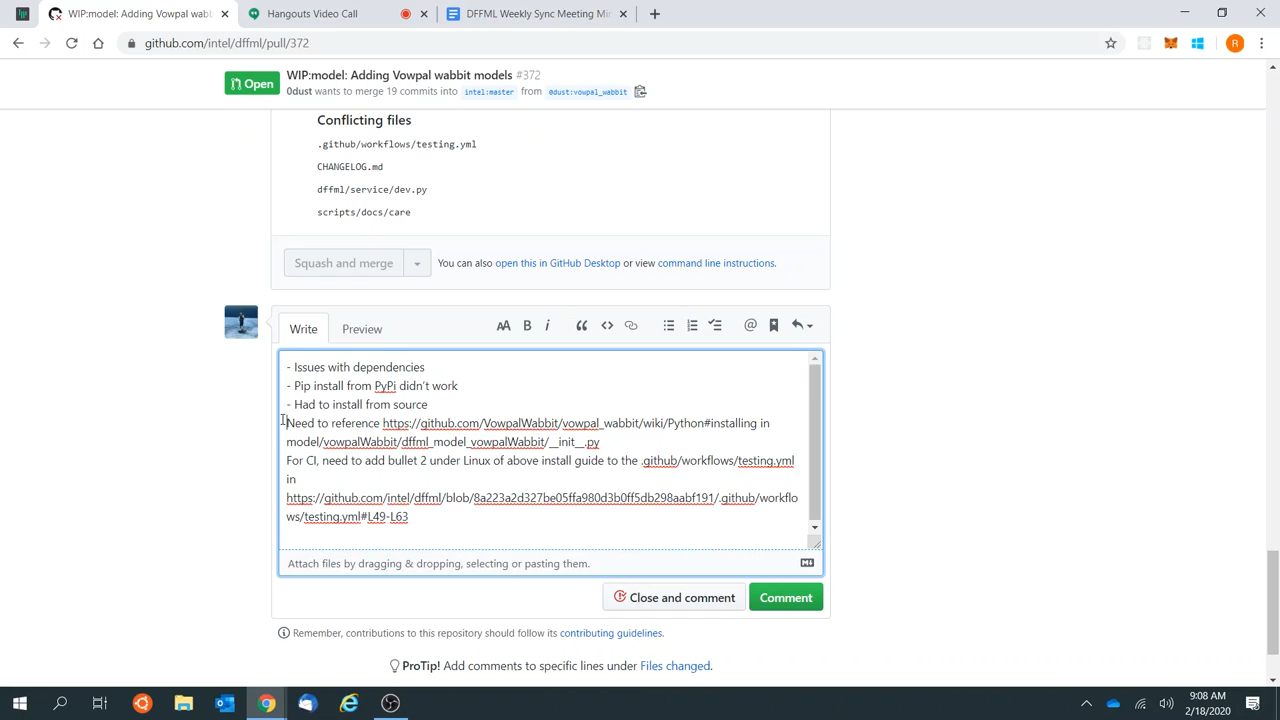 WIP:model: Adding Vowpal wabb
Hangouts Video Call
DFFML Weekly Sync Meeting Min
github.com/intel/dffml/pull/372
R
Open
WIP:model: Adding Vowpal wabbit models #372
0dust wants to merge 19 commits into intel:master from 0dust:vowpal_wabbit
Conflicting files
.github/workflows/testing.yml
CHANGELOG.md
dffml/service/dev.py
scripts/docs/care
Squash and merge
You can also open this in GitHub Desktop or view command line instructions.
Write
Preview
AA B i
- Issues with dependencies
- Pip install from PyPi didn't work
- Had to install from source
Need to reference https://github.com/VowpalWabbit/vowpal_wabbit/wiki/Python#installing in
model/vowpalWabbit/dffml_model_vowpalWabbit/__init__.py
For CI, need to add bullet 2 under Linux of above install guide to the .github/workflows/testing.yml
in
https://github.com/intel/dffml/blob/8a223a2d327be05ffa980d3b0ff5db298aabf191/.github/workflo
ws/testing.yml#L49-L63
Attach files by dragging & dropping, selecting or pasting them.
Close and comment
Comment
Remember, contributions to this repository should follow its contributing guidelines.
ProTip! Add comments to specific lines under Files changed.
9:08 AM
2/18/2020